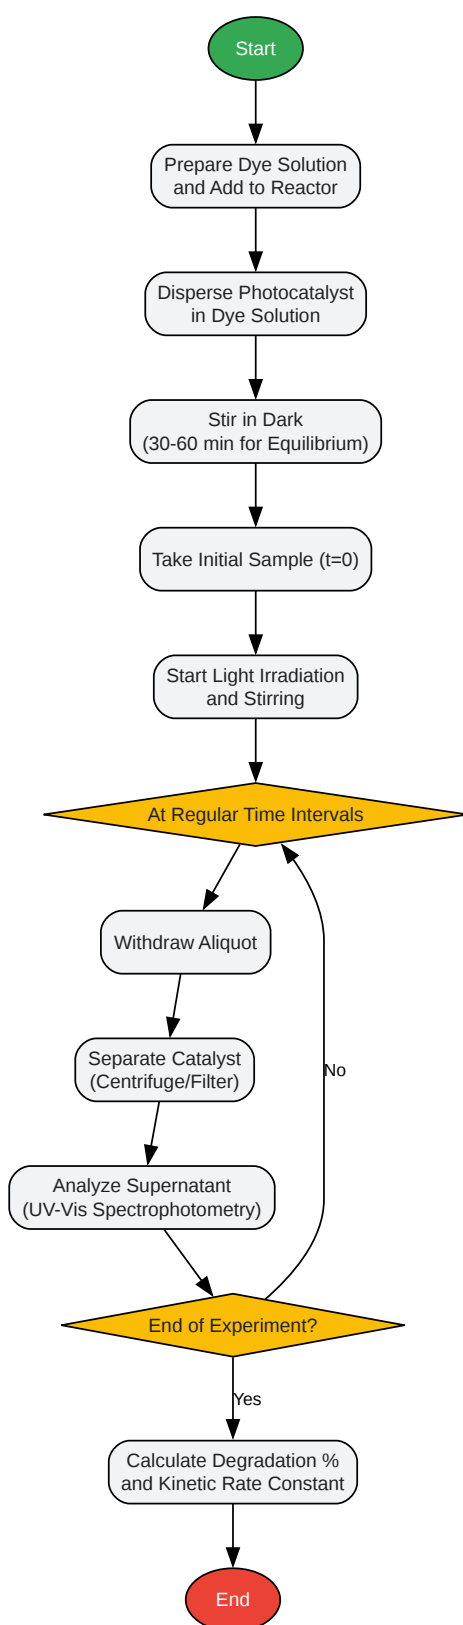 Start
Prepare Dye Solution
and Add to Reactor
Disperse Photocatalyst
in Dye Solution
Stir in Dark
(30-60 min for Equilibrium)
Take Initial Sample (t=0)
Start Light Irradiation
and Stirring
At Regular Time Intervals
Withdraw Aliquot
Separate Catalyst
(Centrifuge/Filter)
No
Analyze Supernatant
(UV-Vis Spectrophotometry)
End of Experiment?
Yes
Calculate Degradation %
and Kinetic Rate Constant
End